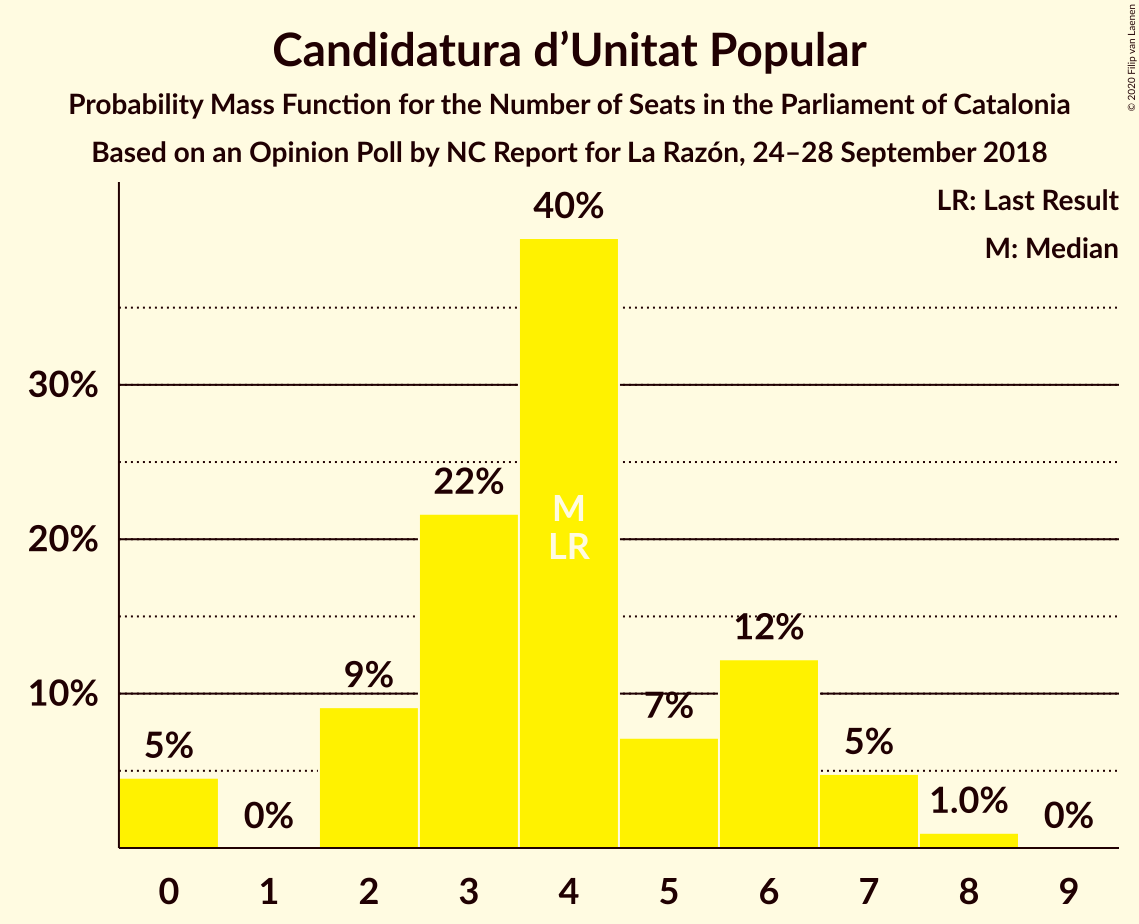 Candidatura d’Unitat Popular
Probability Mass Function for the Number of Seats in the Parliament of Catalonia
Based on an Opinion Poll by NC Report for La Razón, 24–28 September 2018
© 2020 Filip van Laenen
LR: Last Result
M: Median
40%
30%
22%
M
LR
20%
12%
9%
10%
7%
5%
5%
1.0%
0%
0%
0 1 2 3 4 5 6 7 8 9